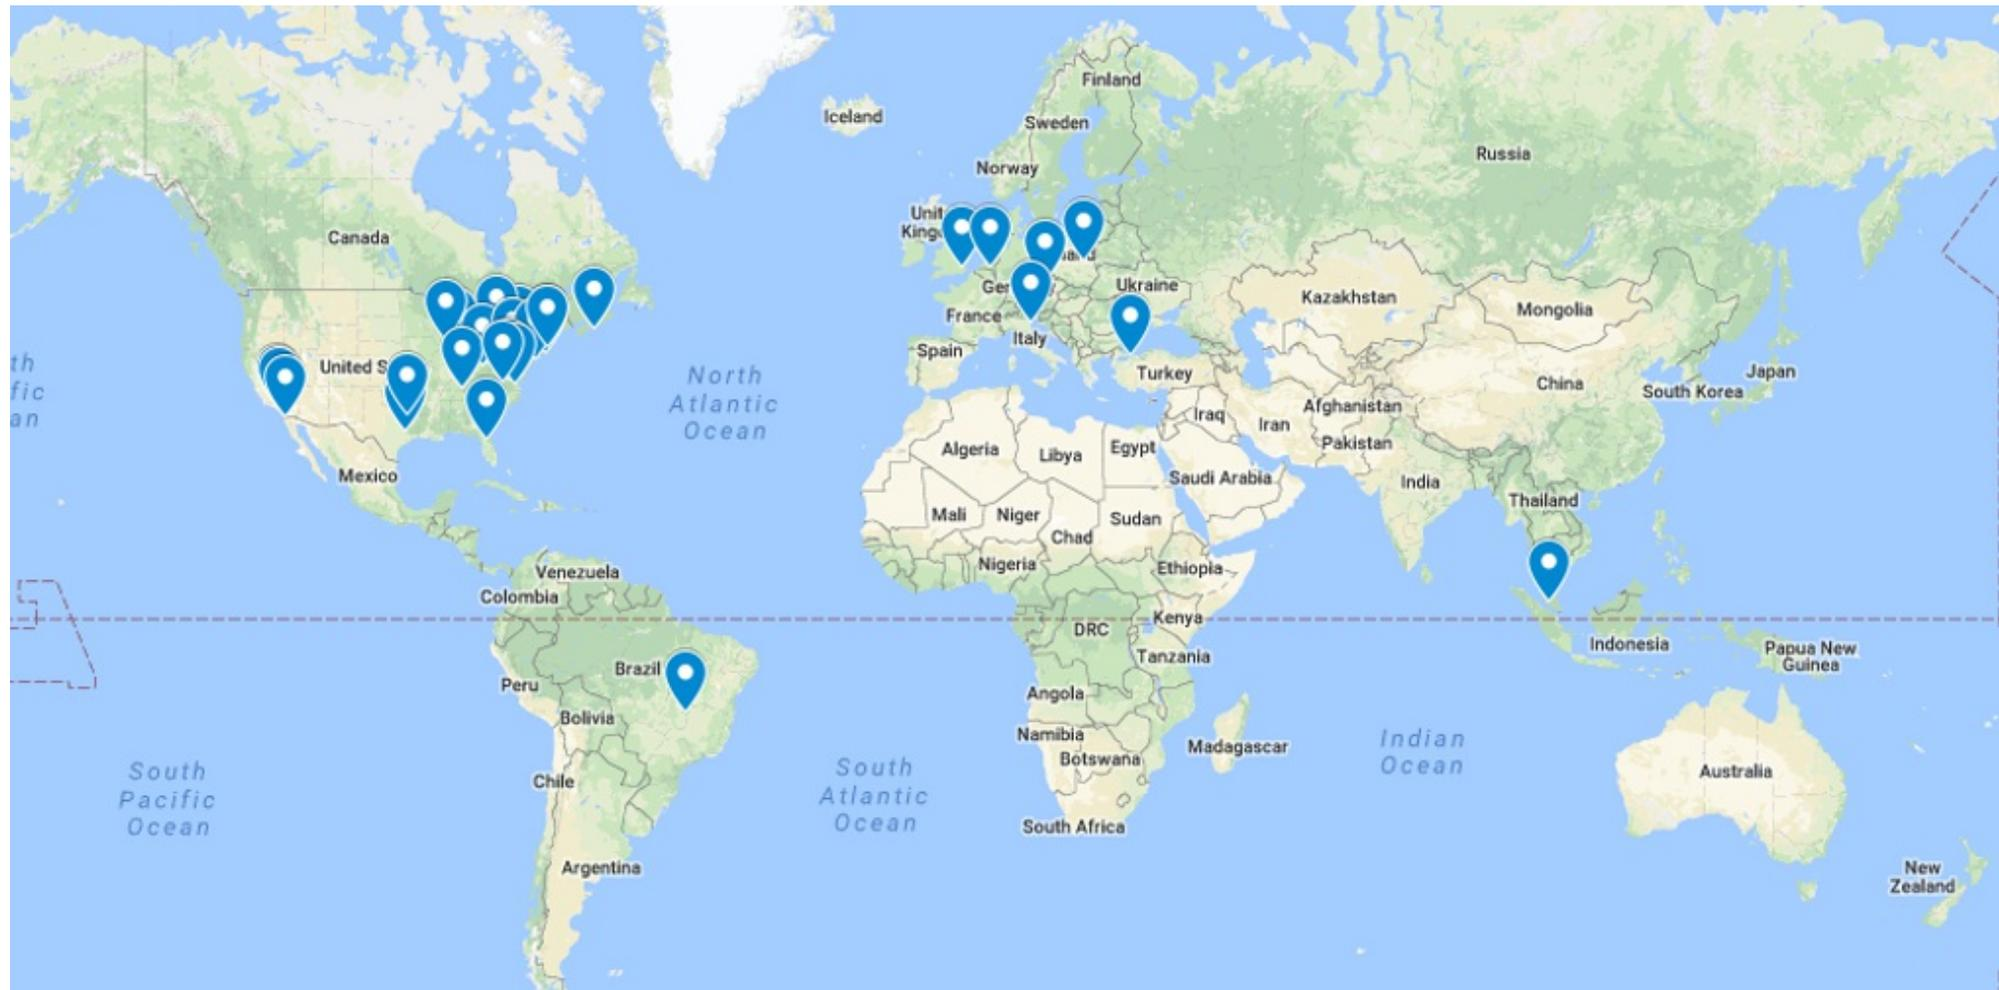 Finland
Iceland
Sweden
Russia
Norway
Unit
King
Canada
Ger
Ukraine
Kazakhstan
Mongolia
France
Italy
Spain
United S
Turkey
Japan
China
South Korea
North
Atlantic
Ocean
Afghanistan
Iraq
Iran
Pakistan
Algeria
Libya
Egypt
Mexico
Saudi Arabia
India
Thailand
Mali
Niger
Sudan
Chad
Nigeria
Ethiopia
Venezuela
Colombia
Kenya
DRC
Indonesia
Papua New
Guinea
Tanzania
Brazil
Peru
Angola
Bolivia
Namibia
Madagascar
Botswana
Indian
Ocean
South
Pacific
Ocean
South
Atlantic
Ocean
Chile
Australia
South Africa
Argentina
New
Zealand